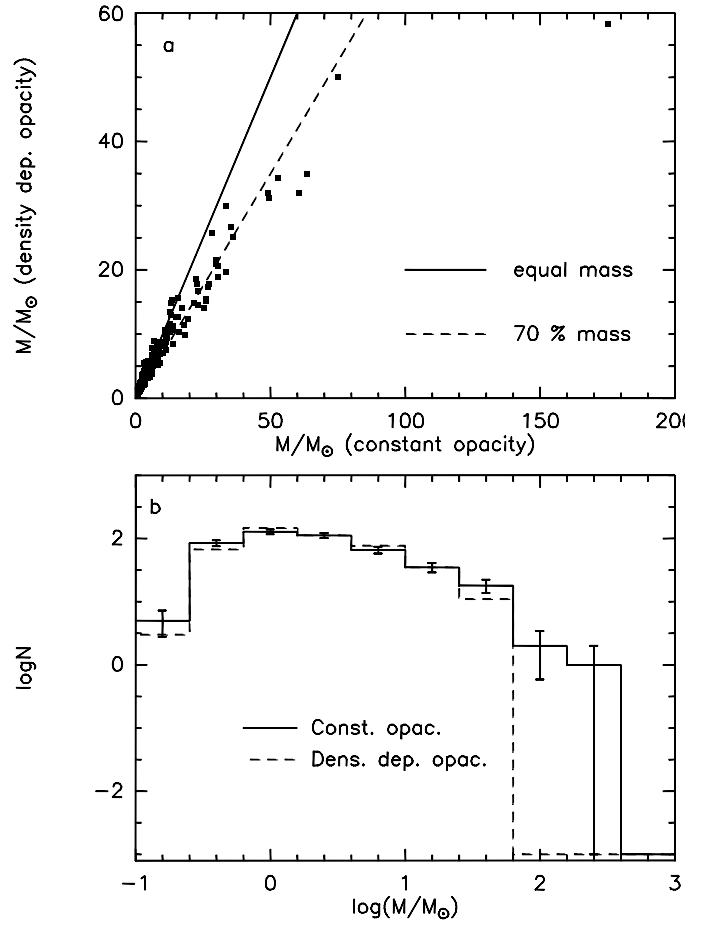 60
a
40
20
0
M/M☉ (density dep. opacity)
equal mass
70 % mass
0 50 100 150 200
M/M☉ (constant opacity)
b
2
0
−2
logN
Const. opac.
Dens. dep. opac.
−1 0 1 2 3
log(M/M☉)